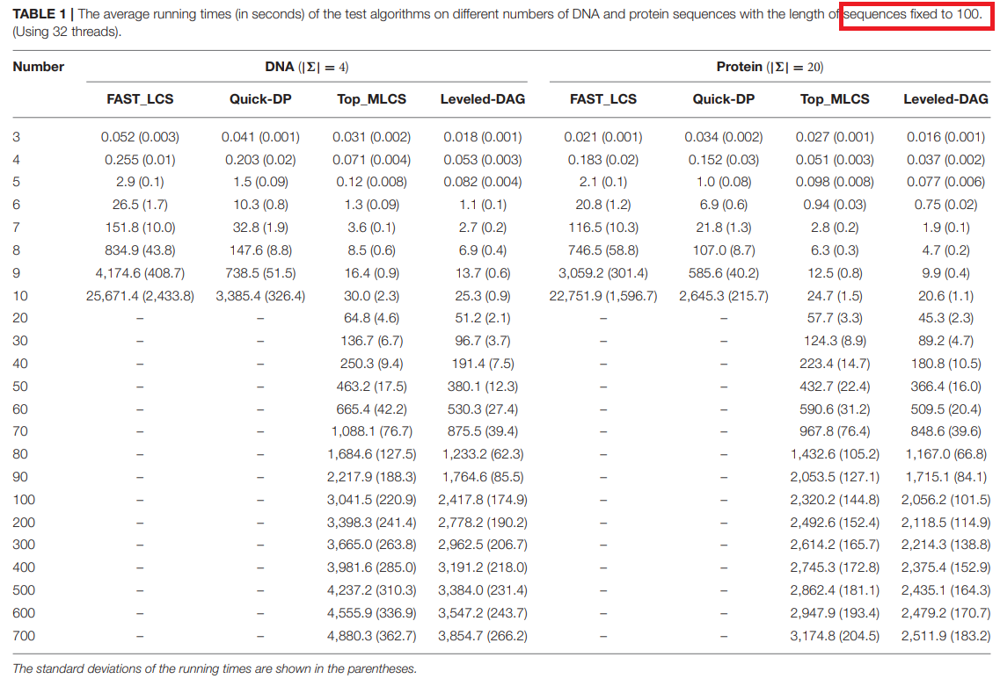 TABLE 1 | The average running times (in seconds) of the test algorithms on different numbers of DNA and protein sequences with the length of sequences fixed to 100.
(Using 32 threads).
Number DNA (|Σ| = 4) Protein (|Σ| = 20)
FAST_LCS Quick-DP Top_MLCS Leveled-DAG FAST_LCS Quick-DP Top_MLCS Leveled-DAG
3 0.052 (0.003) 0.041 (0.001) 0.031 (0.002) 0.018 (0.001) 0.021 (0.001) 0.034 (0.002) 0.027 (0.001) 0.016 (0.001)
4 0.255 (0.01) 0.203 (0.02) 0.071 (0.004) 0.053 (0.003) 0.183 (0.02) 0.152 (0.03) 0.051 (0.003) 0.037 (0.002)
5 2.9 (0.1) 1.5 (0.09) 0.12 (0.008) 0.082 (0.004) 2.1 (0.1) 1.0 (0.08) 0.098 (0.008) 0.077 (0.006)
6 26.5 (1.7) 10.3 (0.8) 1.3 (0.09) 1.1 (0.1) 20.8 (1.2) 6.9 (0.6) 0.94 (0.03) 0.75 (0.02)
7 151.8 (10.0) 32.8 (1.9) 3.6 (0.1) 2.7 (0.2) 116.5 (10.3) 21.8 (1.3) 2.8 (0.2) 1.9 (0.1)
8 834.9 (43.8) 147.6 (8.8) 8.5 (0.6) 6.9 (0.4) 746.5 (58.8) 107.0 (8.7) 6.3 (0.3) 4.7 (0.2)
9 4,174.6 (408.7) 738.5 (51.5) 16.4 (0.9) 13.7 (0.6) 3,059.2 (301.4) 585.6 (40.2) 12.5 (0.8) 9.9 (0.4)
10 25,671.4 (2,433.8) 3,385.4 (326.4) 30.0 (2.3) 25.3 (0.9) 22,751.9 (1,596.7) 2,645.3 (215.7) 24.7 (1.5) 20.6 (1.1)
20 – – 64.8 (4.6) 51.2 (2.1) – – 57.7 (3.3) 45.3 (2.3)
30 – – 136.7 (6.7) 96.7 (3.7) – – 124.3 (8.9) 89.2 (4.7)
40 – – 250.3 (9.4) 191.4 (7.5) – – 223.4 (14.7) 180.8 (10.5)
50 – – 463.2 (17.5) 380.1 (12.3) – – 432.7 (22.4) 366.4 (16.0)
60 – – 665.4 (42.2) 530.3 (27.4) – – 590.6 (31.2) 509.5 (20.4)
70 – – 1,088.1 (76.7) 875.5 (39.4) – – 967.8 (76.4) 848.6 (39.6)
80 – – 1,684.6 (127.5) 1,233.2 (62.3) – – 1,432.6 (105.2) 1,167.0 (66.8)
90 – – 2,217.9 (188.3) 1,764.6 (85.5) – – 2,053.5 (127.1) 1,715.1 (84.1)
100 – – 3,041.5 (220.9) 2,417.8 (174.9) – – 2,320.2 (144.8) 2,056.2 (101.5)
200 – – 3,398.3 (241.4) 2,778.2 (190.2) – – 2,492.6 (152.4) 2,118.5 (114.9)
300 – – 3,665.0 (263.8) 2,962.5 (206.7) – – 2,614.2 (165.7) 2,214.3 (138.8)
400 – – 3,981.6 (285.0) 3,191.2 (218.0) – – 2,745.3 (172.8) 2,375.4 (152.9)
500 – – 4,237.2 (310.3) 3,384.0 (231.4) – – 2,862.4 (181.1) 2,435.1 (164.3)
600 – – 4,555.9 (336.9) 3,547.2 (243.7) – – 2,947.9 (193.4) 2,479.2 (170.7)
700 – – 4,880.3 (362.7) 3,854.7 (266.2) – – 3,174.8 (204.5) 2,511.9 (183.2)
The standard deviations of the running times are shown in the parentheses.